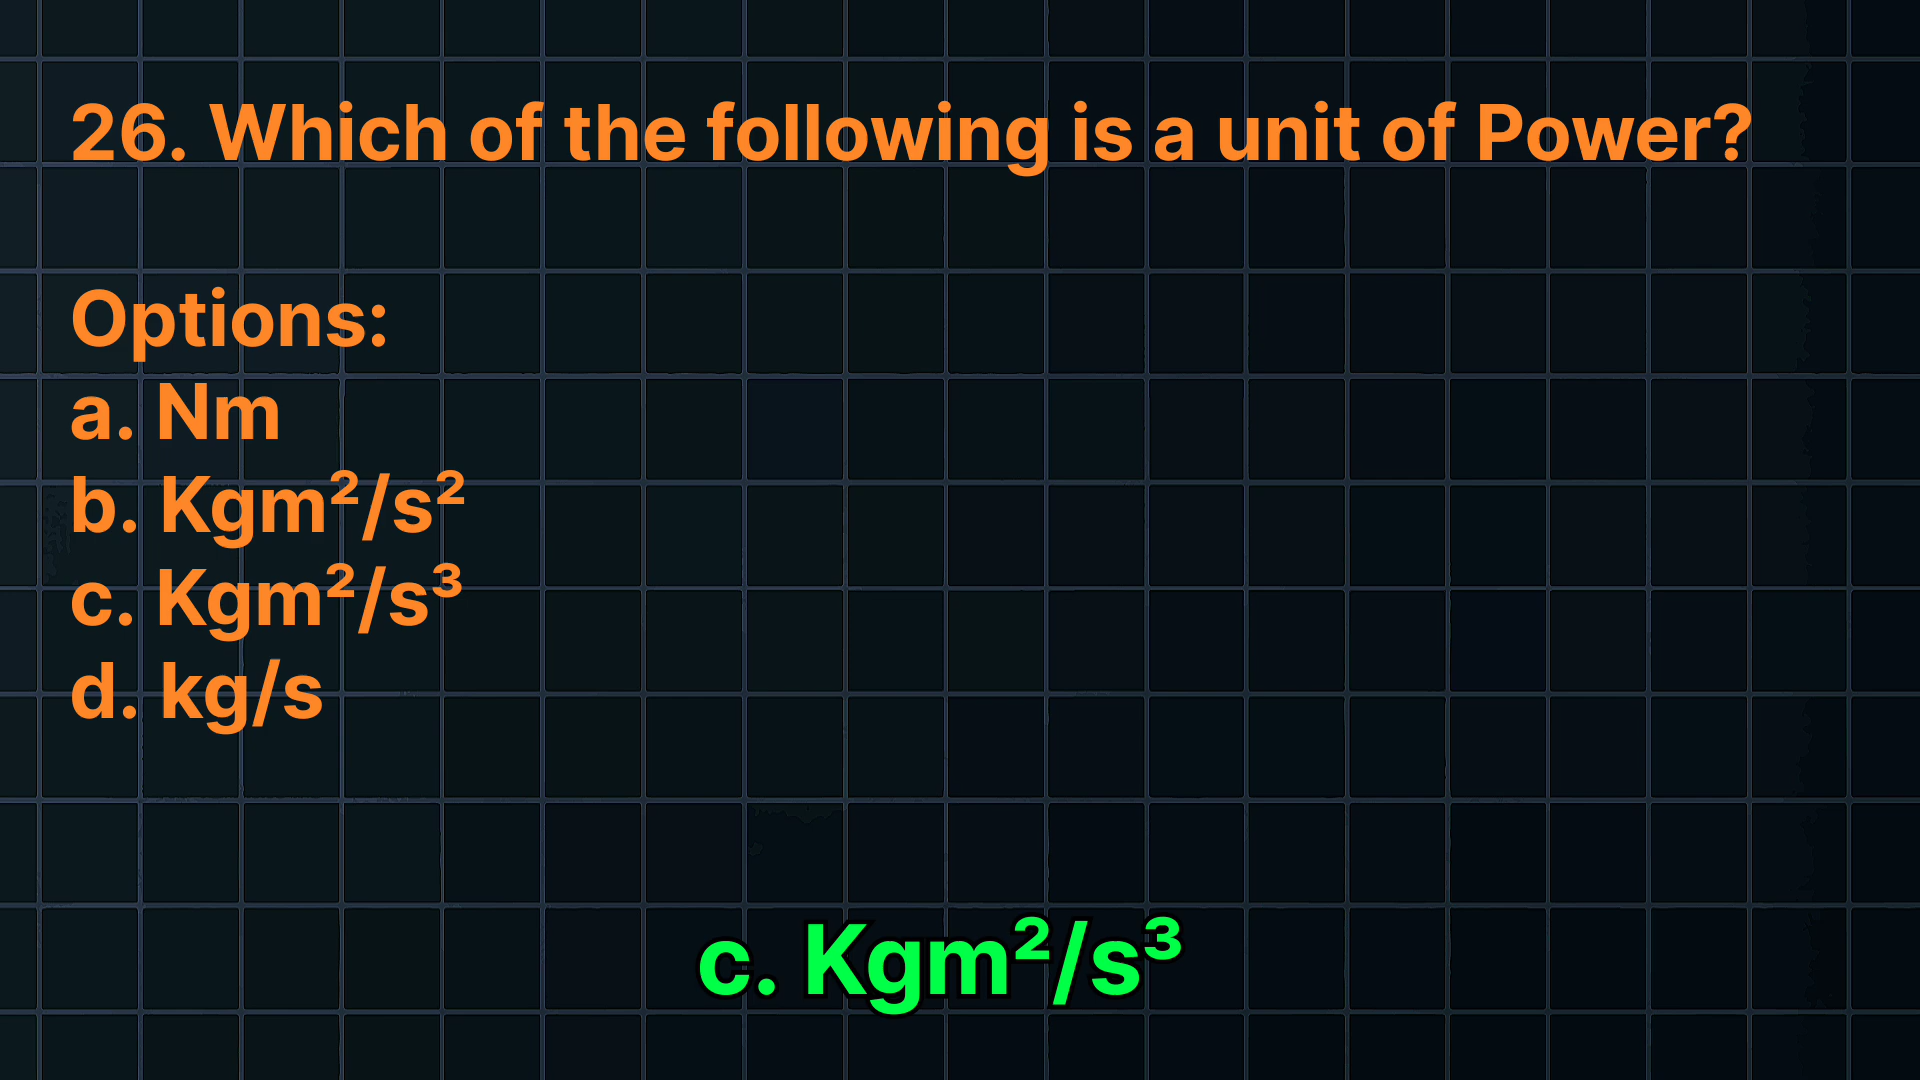 26. Which of the following is a unit of Power?
Options:
a. Nm
b. Kgm²/s²
c. Kgm²/s³
d. kg/s
c. Kgm²/s³